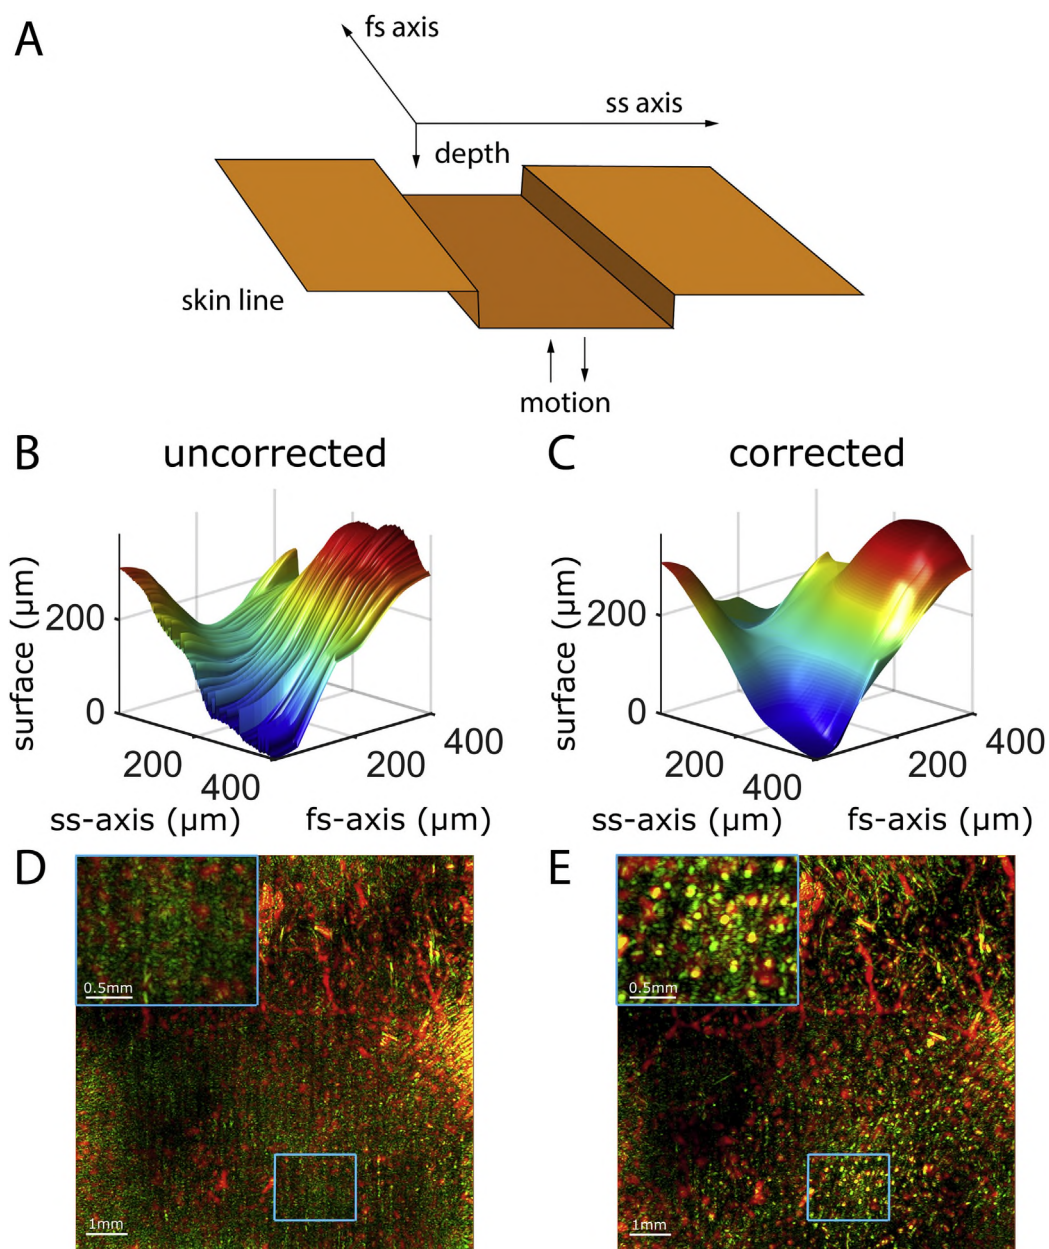 A
fs axis
ss axis
depth
skin line
motion
B
uncorrected
surface (µm)
200
0
200
400
ss-axis (µm)
200
400
fs-axis (µm)
C
corrected
surface (µm)
200
0
200
400
ss-axis (µm)
200
400
fs-axis (µm)
D
0.5mm
1mm
E
0.5mm
1mm